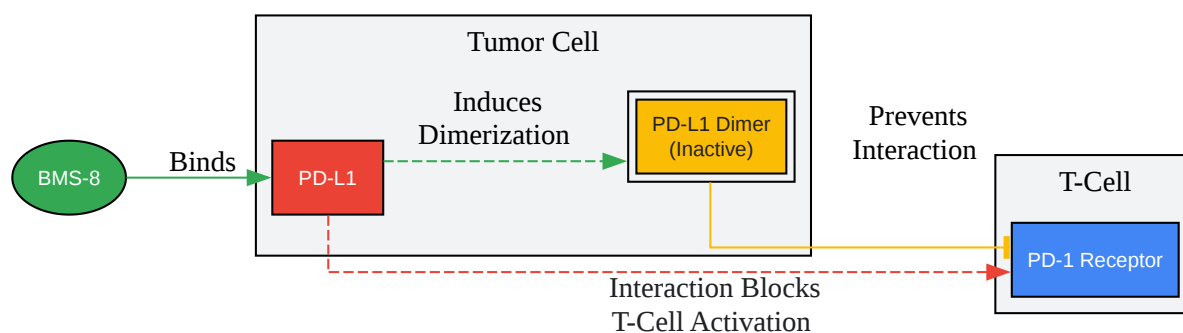 Tumor Cell
Induces
Dimerization
PD-L1 Dimer
(Inactive)
Prevents
Interaction
BMS-8
Binds
PD-L1
T-Cell
PD-1 Receptor
Interaction Blocks
T-Cell Activation